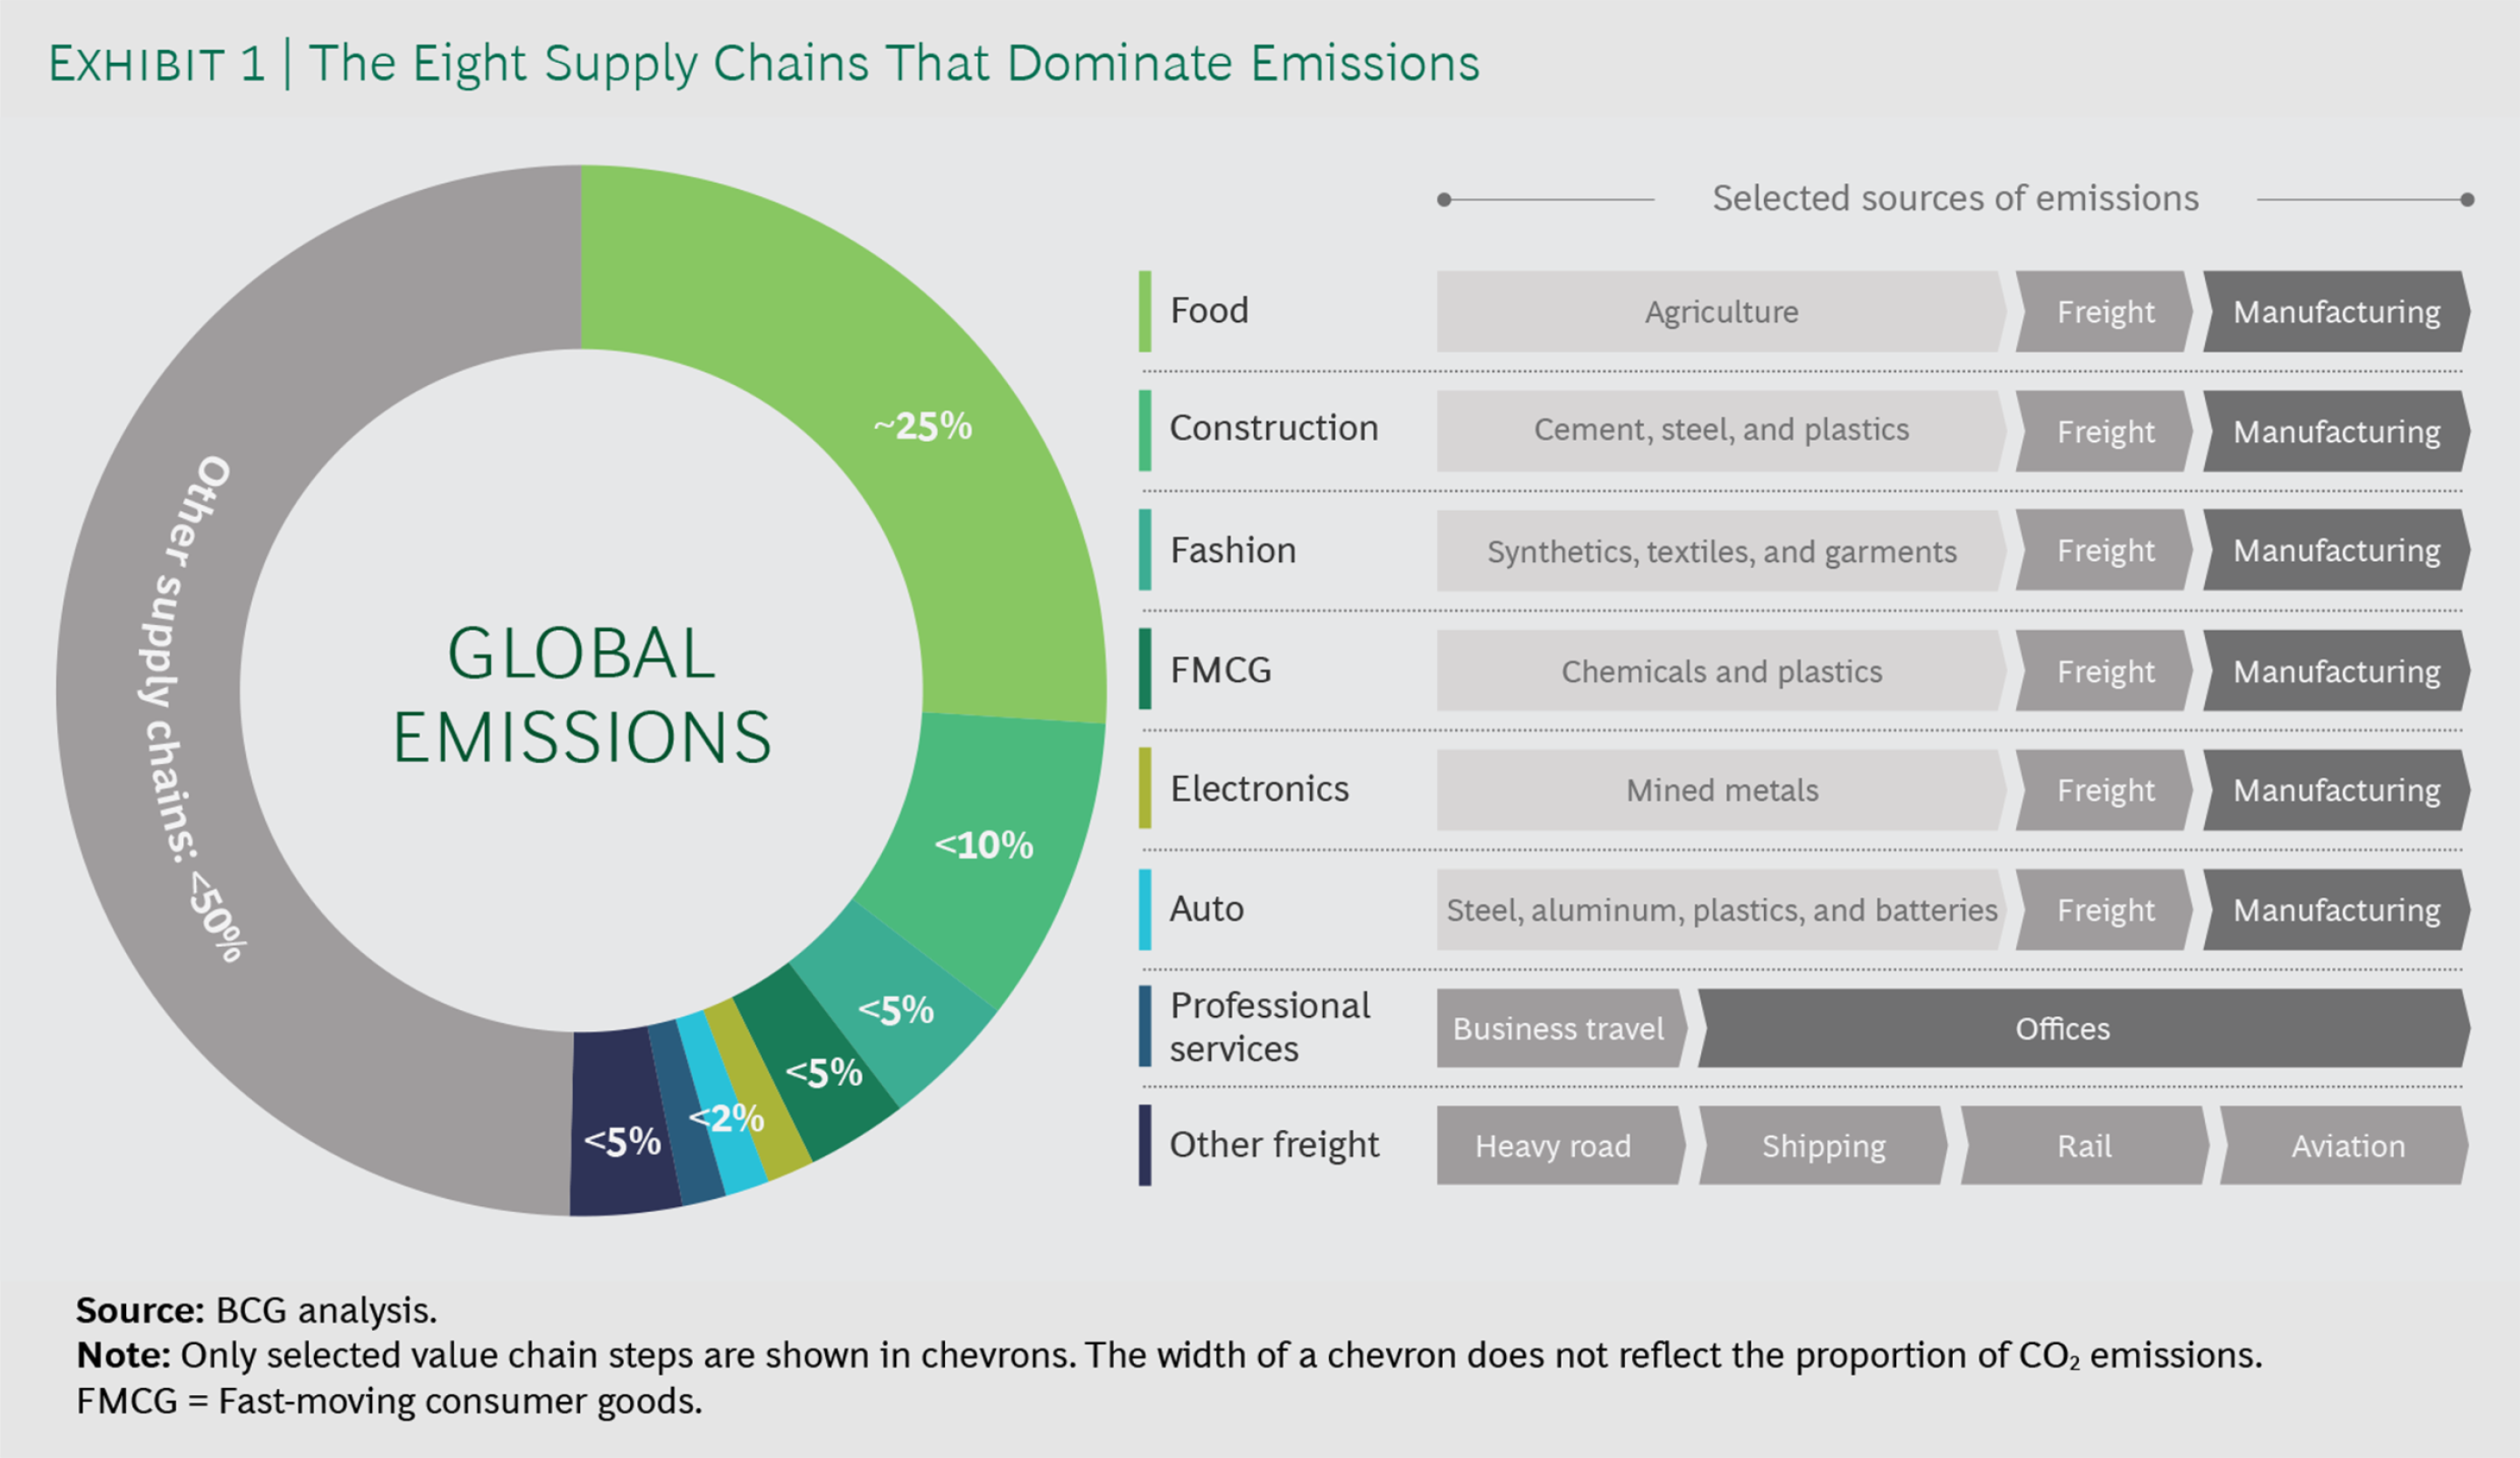 EXHIBIT 1 | The Eight Supply Chains That Dominate Emissions
Other supply chains: <50%
~25%
<10%
<5%
<5%
<2%
<5%
GLOBAL
EMISSIONS
Selected sources of emissions
Food
Agriculture
Freight
Manufacturing
Construction
Cement, steel, and plastics
Freight
Manufacturing
Fashion
Synthetics, textiles, and garments
Freight
Manufacturing
FMCG
Chemicals and plastics
Freight
Manufacturing
Electronics
Mined metals
Freight
Manufacturing
Auto
Steel, aluminum, plastics, and batteries
Freight
Manufacturing
Professional
services
Business travel
Offices
Other freight
Heavy road
Shipping
Rail
Aviation
Source: BCG analysis.
Note: Only selected value chain steps are shown in chevrons. The width of a chevron does not reflect the proportion of CO₂ emissions.
FMCG = Fast-moving consumer goods.